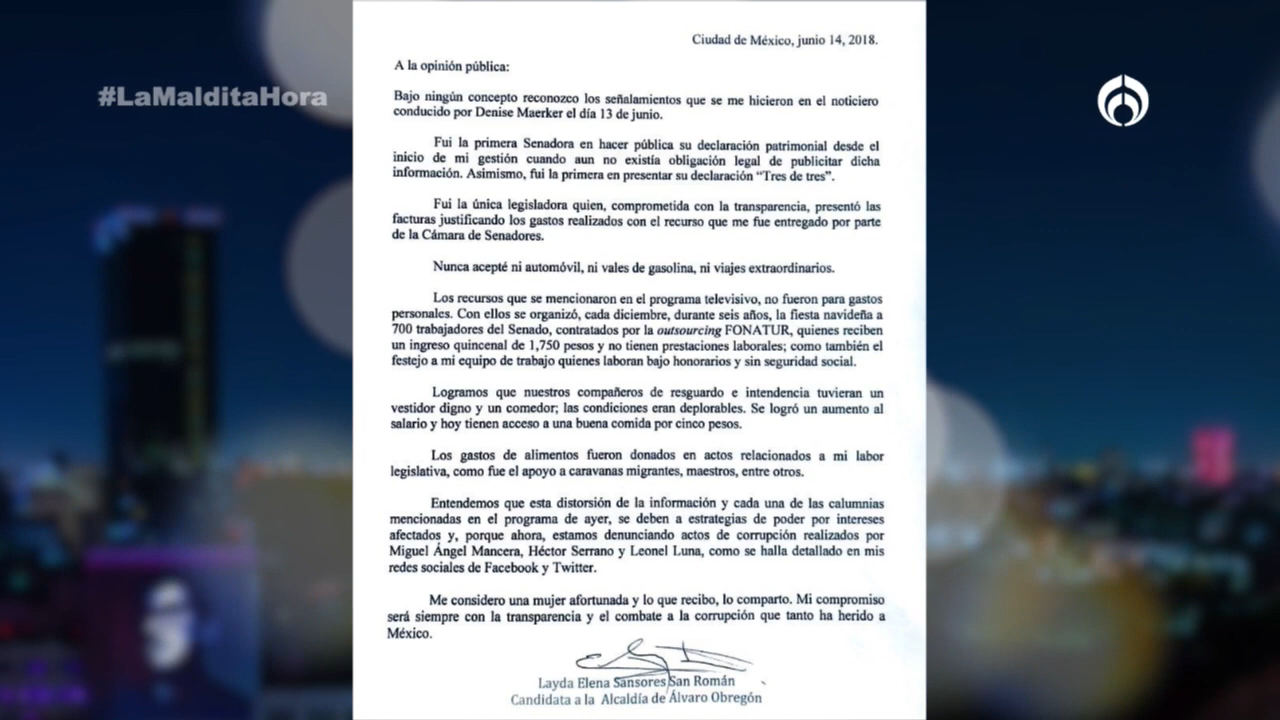 #LaMalditaHora
Ciudad de México, junio 14, 2018.
A la opinión pública:
Bajo ningún concepto reconozco los señalamientos que se me hicieron en el noticiero
conducido por Denise Maerker el día 13 de junio.
Fui la primera Senadora en hacer pública su declaración patrimonial desde el
inicio de mi gestión cuando aun no existía obligación legal de publicitar dicha
información. Asimismo, fui la primera en presentar su declaración “Tres de tres”.
Fui la única legisladora quien, comprometida con la transparencia, presentó las
facturas justificando los gastos realizados con el recurso que me fue entregado por parte
de la Cámara de Senadores.
Nunca acepté ni automóvil, ni vales de gasolina, ni viajes extraordinarios.
Los recursos que se mencionaron en el programa televisivo, no fueron para gastos
personales. Con ellos se organizó, cada diciembre, durante seis años, la fiesta navideña a
700 trabajadores del Senado, contratados por la outsourcing FONATUR, quienes reciben
un ingreso quincenal de 1,750 pesos y no tienen prestaciones laborales; como también el
festejo a mi equipo de trabajo quienes laboran bajo honorarios y sin seguridad social.
Logramos que nuestros compañeros de resguardo e intendencia tuvieran un
vestidor digno y un comedor; las condiciones eran deplorables. Se logró un aumento al
salario y hoy tienen acceso a una buena comida por cinco pesos.
Los gastos de alimentos fueron donados en actos relacionados a mi labor
legislativa, como fue el apoyo a caravanas migrantes, maestros, entre otros.
Entendemos que esta distorsión de la información y cada una de las calumnias
mencionadas en el programa de ayer, se deben a estrategias de poder por intereses
afectados y, porque ahora, estamos denunciando actos de corrupción realizados por
Miguel Ángel Mancera, Héctor Serrano y Leonel Luna, como se halla detallado en mis
redes sociales de Facebook y Twitter.
Me considero una mujer afortunada y lo que recibo, lo comparto. Mi compromiso
será siempre con la transparencia y el combate a la corrupción que tanto ha herido a
México.
Layda Elena Sansores San Román
Candidata a la Alcaldía de Álvaro Obregón